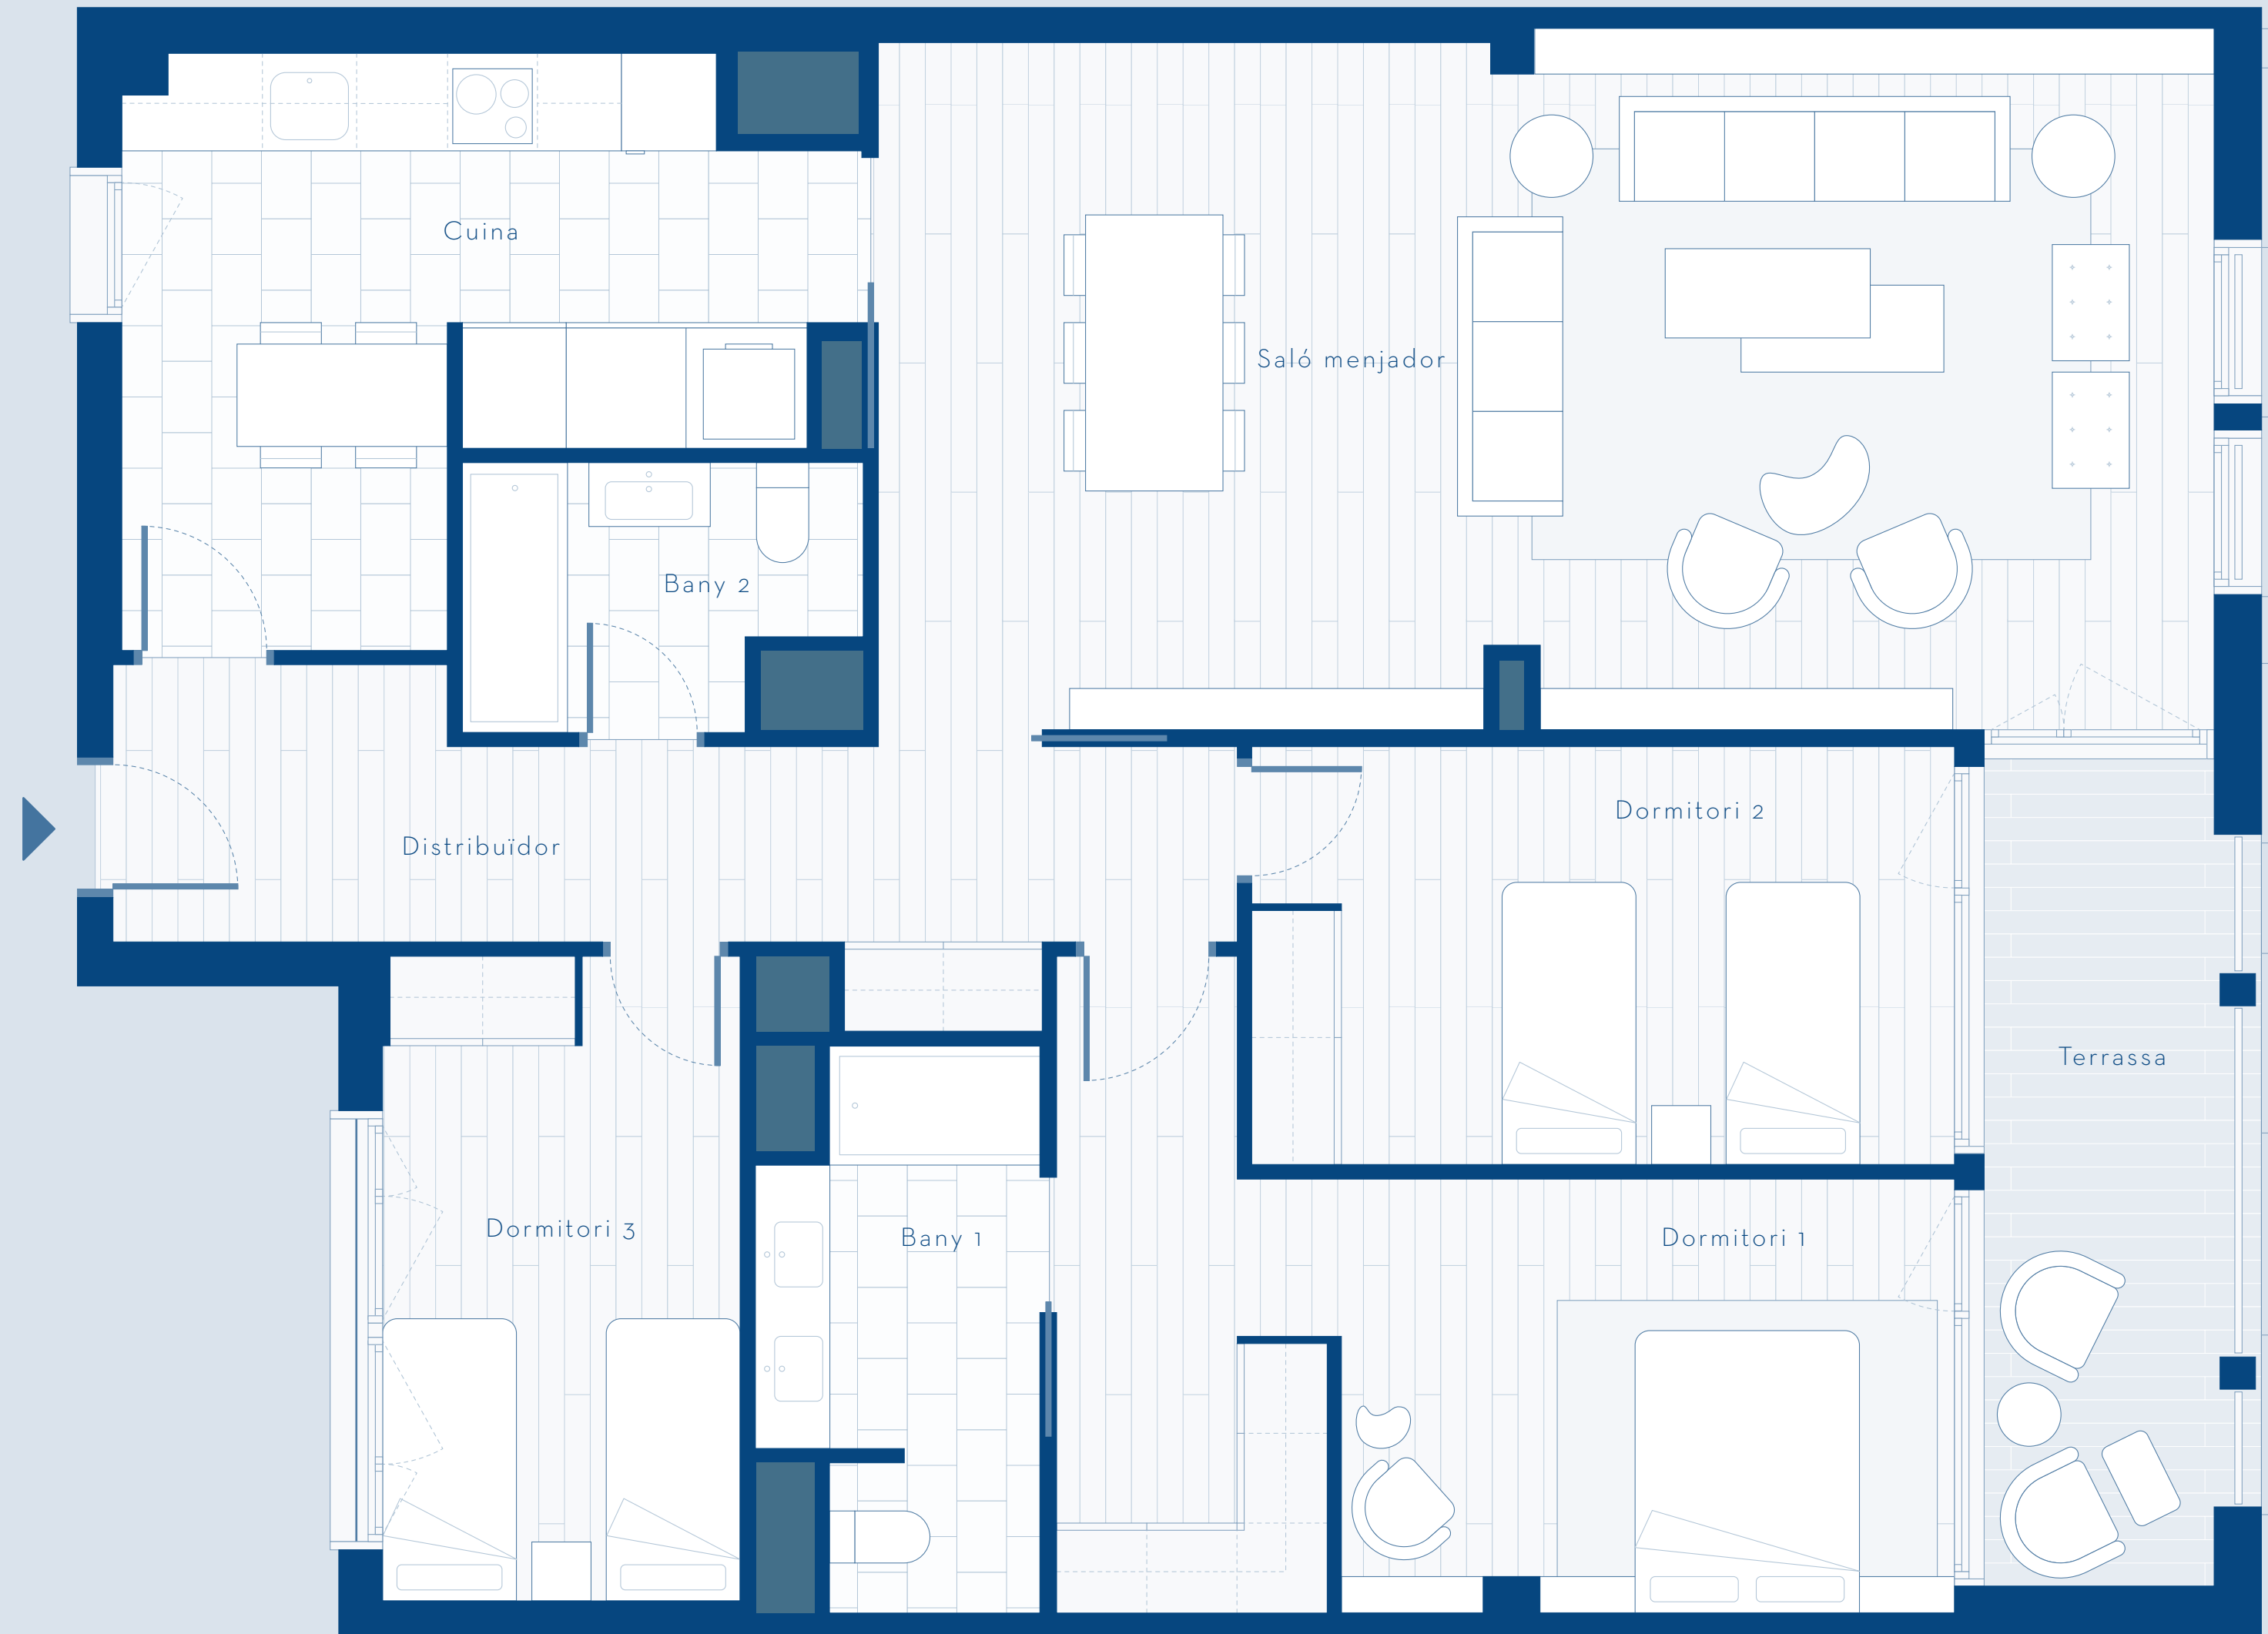 Cuina
Saló menjador
Bany 2
Dormitori 2
Distribuïdor
Terrassa
Dormitori 3
Bany 1
Dormitori 1